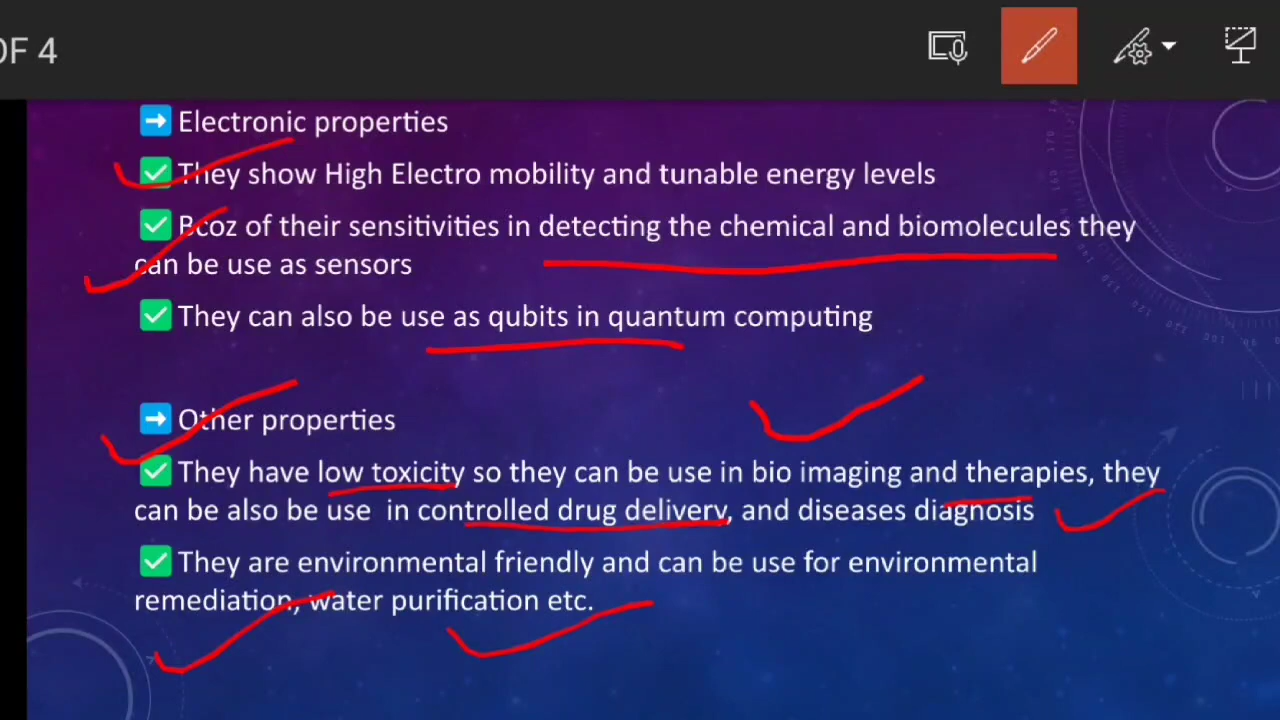 OF 4
Electronic properties
They show High Electro mobility and tunable energy levels
Bcoz of their sensitivities in detecting the chemical and biomolecules they
can be use as sensors
They can also be use as qubits in quantum computing
Other properties
They have low toxicity so they can be use in bio imaging and therapies, they
can be also be use in controlled drug delivery, and diseases diagnosis
They are environmental friendly and can be use for environmental
remediation, water purification etc.